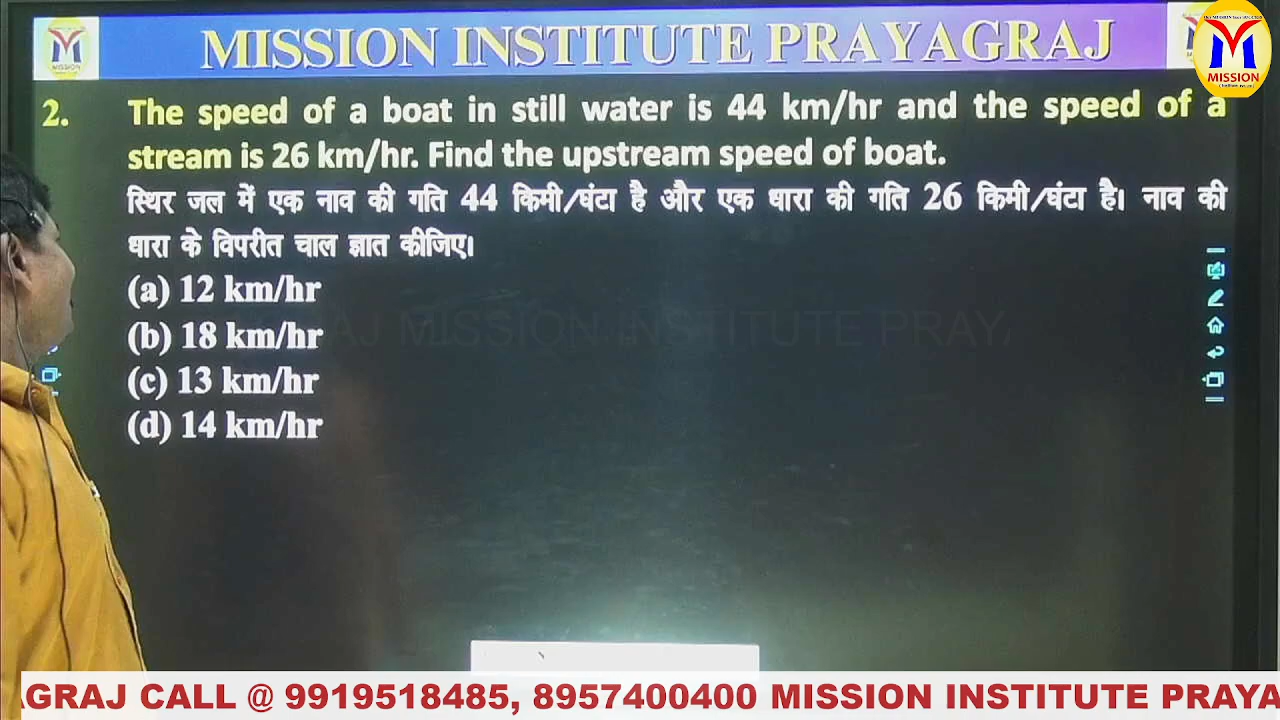 MISSION INSTITUTE PRAYAGRAJ
MISSION
MISSION
2. The speed of a boat in still water is 44 km/hr and the speed of a
stream is 26 km/hr. Find the upstream speed of boat.
स्थिर जल में एक नाव की गति 44 किमी/घंटा है और एक धारा की गति 26 किमी/घंटा है। नाव की
धारा के विपरीत चाल ज्ञात कीजिए।
(a) 12 km/hr
AJ MISSION INSTITUTE PRAY
(b) 18 km/hr
(c) 13 km/hr
(d) 14 km/hr
GRAJ CALL @ 9919518485, 8957400400 MISSION INSTITUTE PRAYA